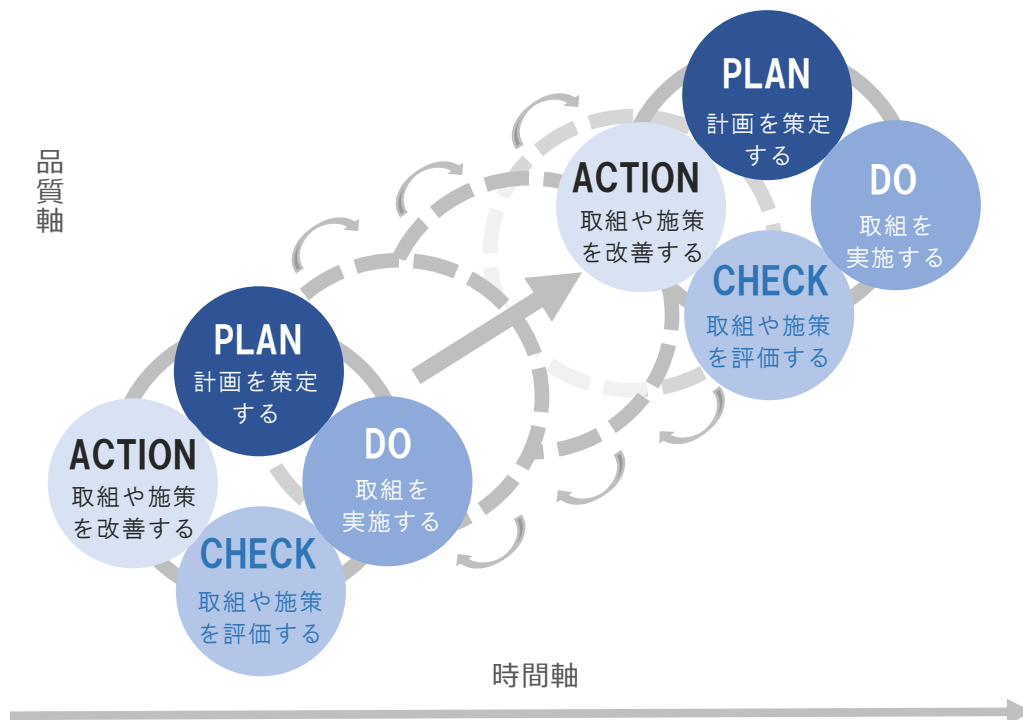 品
質
軸
PLAN
計画を策定
する
DO
取組を
実施する
ACTION
取組や施策
を改善する
CHECK
取組や施策
を評価する
PLAN
計画を策定
する
DO
取組を
実施する
ACTION
取組や施策
を改善する
CHECK
取組や施策
を評価する
時間軸